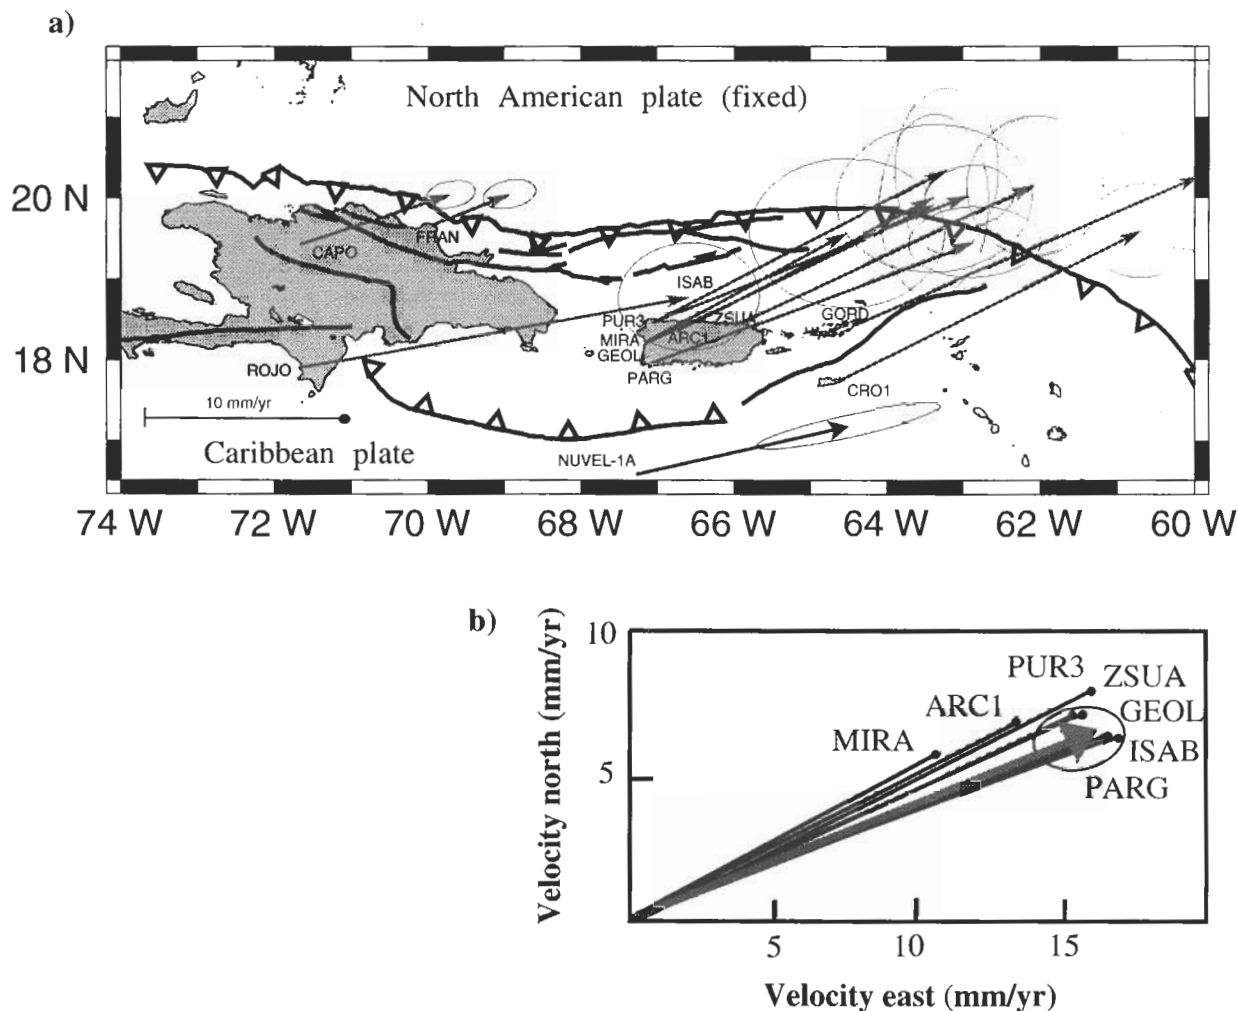 a)
North American plate (fixed)
20 N
FRAN
CAPO
ISAB
PUR3
ZSUA
GORD
MIRA
ARC1
GEOL
18 N
ROJO
PARG
CRO1
10 mm/yr
Caribbean plate
NUVEL-1A
74 W 72 W 70 W 68 W 66 W 64 W 62 W 60 W
b)
10
PUR3
ZSUA
ARC1
GEOL
MIRA
ISAB
5
PARG
Velocity north (mm/yr)
5 10 15
Velocity east (mm/yr)